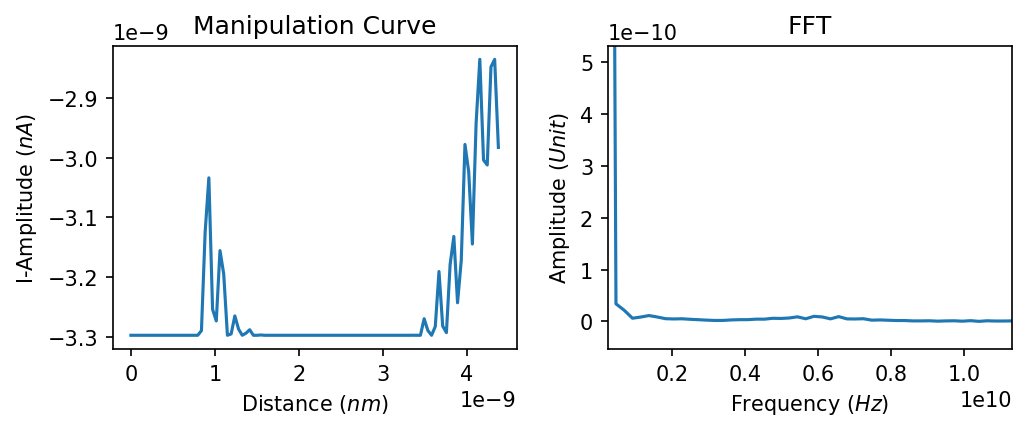 Manipulation Curve
1e−9
I-Amplitude (nA)
−2.9
−3.0
−3.1
−3.2
−3.3
0 1 2 3 4
Distance (nm)
1e−9
FFT
1e−10
Amplitude (Unit)
5
4
3
2
1
0
0.2 0.4 0.6 0.8 1.0
Frequency (Hz)
1e10